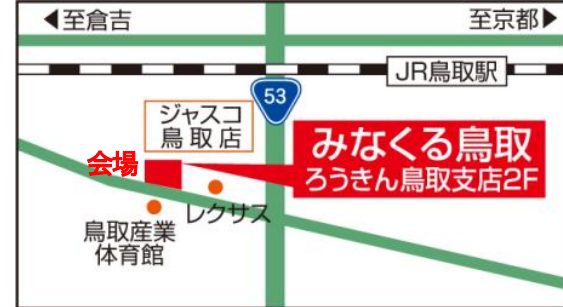 ◀至倉吉
至京都▶
JR鳥取駅
53
ジャスコ
鳥取店
みなくる鳥取
ろうきん鳥取支店2F
会場
レクサス
鳥取産業
体育館